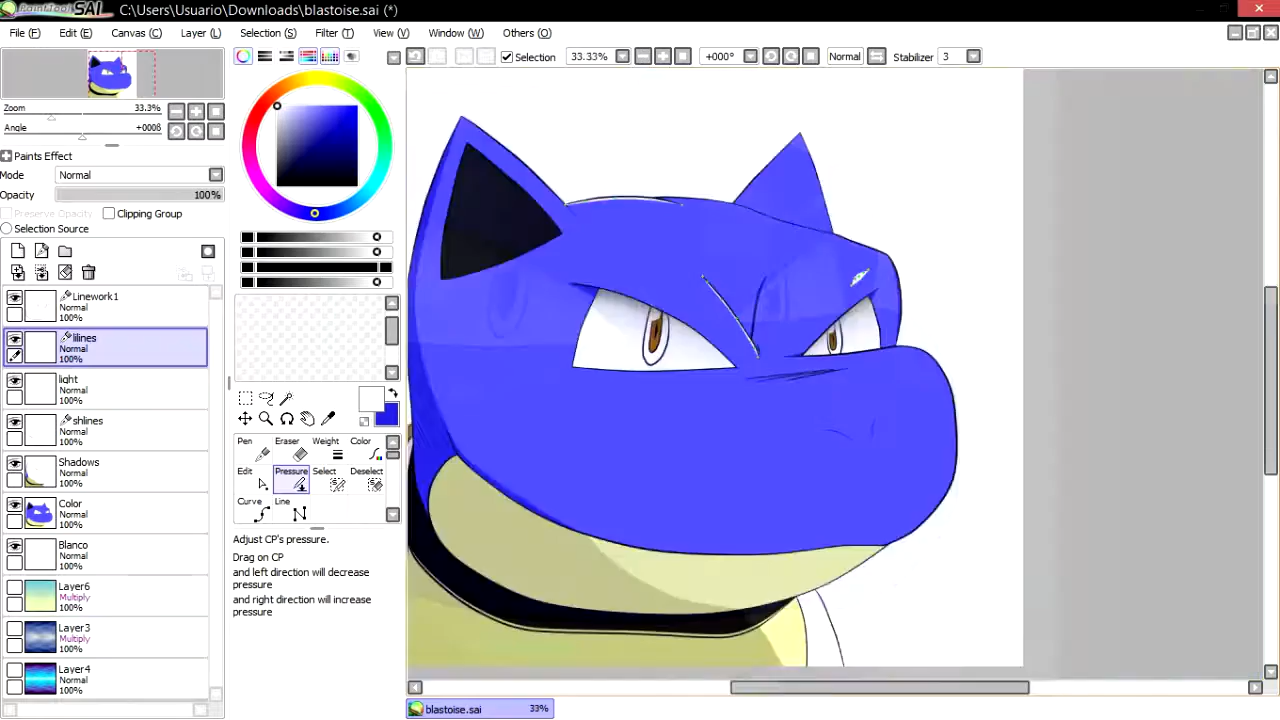 PaintTool SAI C:\Users\Usuario\Downloads\blastoise.sai (*)
File (F) Edit (E) Canvas (C) Layer (L) Selection (S) Filter (T) View (V) Window (W) Others (O)
Selection 33.33% +000° Normal Stabilizer 3
Zoom 33.3%
Angle +000ß
Paints Effect
Mode Normal
Opacity 100%
Preserve Opacity Clipping Group
Selection Source
Linework1
Normal
100%
lilines
Normal
100%
light
Normal
100%
shlines
Normal
100%
Shadows
Normal
100%
Color
Normal
100%
Blanco
Normal
100%
Layer6
Multiply
100%
Layer3
Multiply
100%
Layer4
Normal
100%
Pen Eraser Weight Color
Edit Pressure Select Deselect
Curve Line
Adjust CP's pressure.
Drag on CP
and left direction will decrease
pressure
and right direction will increase
pressure
blastoise.sai 33%